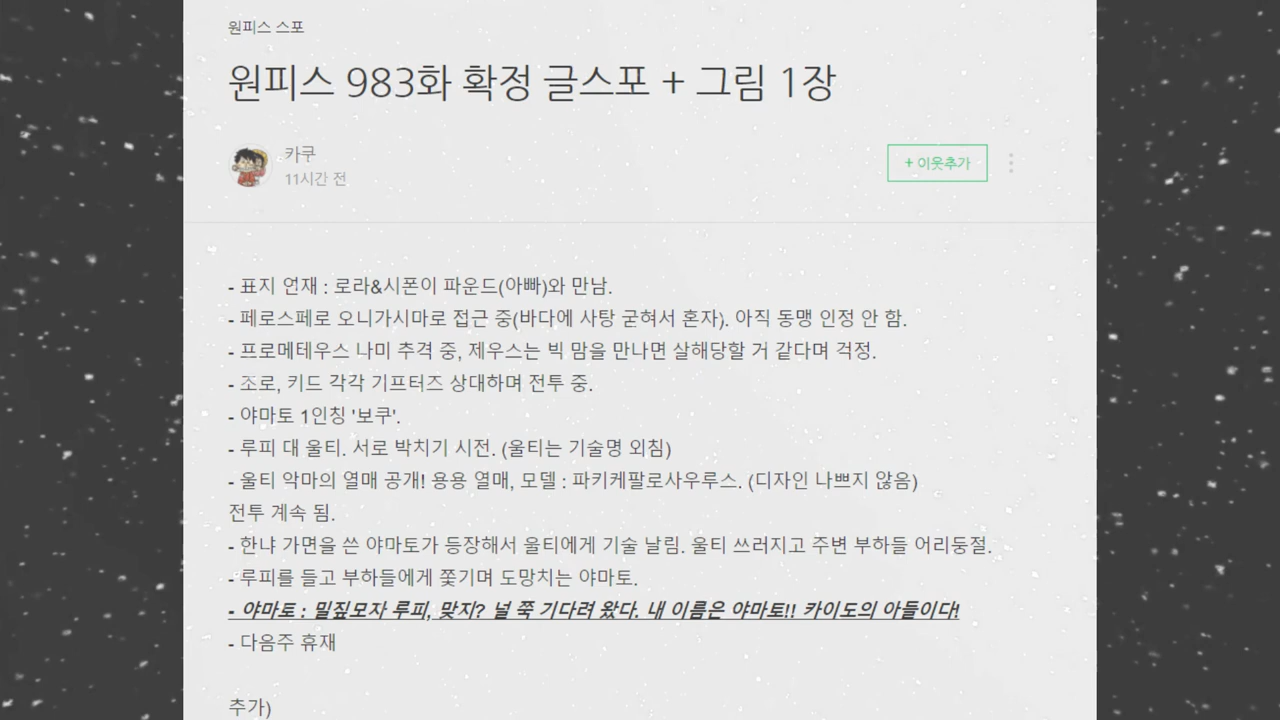 원피스 스포
원피스 983화 확정 글스포 + 그림 1장
카쿠
11시간 전
+ 이웃추가
- 표지 연재 : 로라&시폰이 파운드(아빠)와 만남.
- 페로스페로 오니가시마로 접근 중(바다에 사탕 굳혀서 혼자). 아직 동맹 인정 안 함.
- 프로메테우스 나미 추격 중, 제우스는 빅 맘을 만나면 살해당할 거 같다며 걱정.
- 조로, 키드 각각 기프터즈 상대하며 전투 중.
- 야마토 1인칭 '보쿠'.
- 루피 대 울티. 서로 박치기 시전. (울티는 기술명 외침)
- 울티 악마의 열매 공개! 용용 열매, 모델 : 파키케팔로사우루스. (디자인 나쁘지 않음)
전투 계속 됨.
- 한냐 가면을 쓴 야마토가 등장해서 울티에게 기술 날림. 울티 쓰러지고 주변 부하들 어리둥절.
- 루피를 들고 부하들에게 쫓기며 도망치는 야마토.
- 야마토 : 밀짚모자 루피, 맞지? 널 쭉 기다려 왔다. 내 이름은 야마토!! 카이도의 아들이다!
- 다음주 휴재
추가)